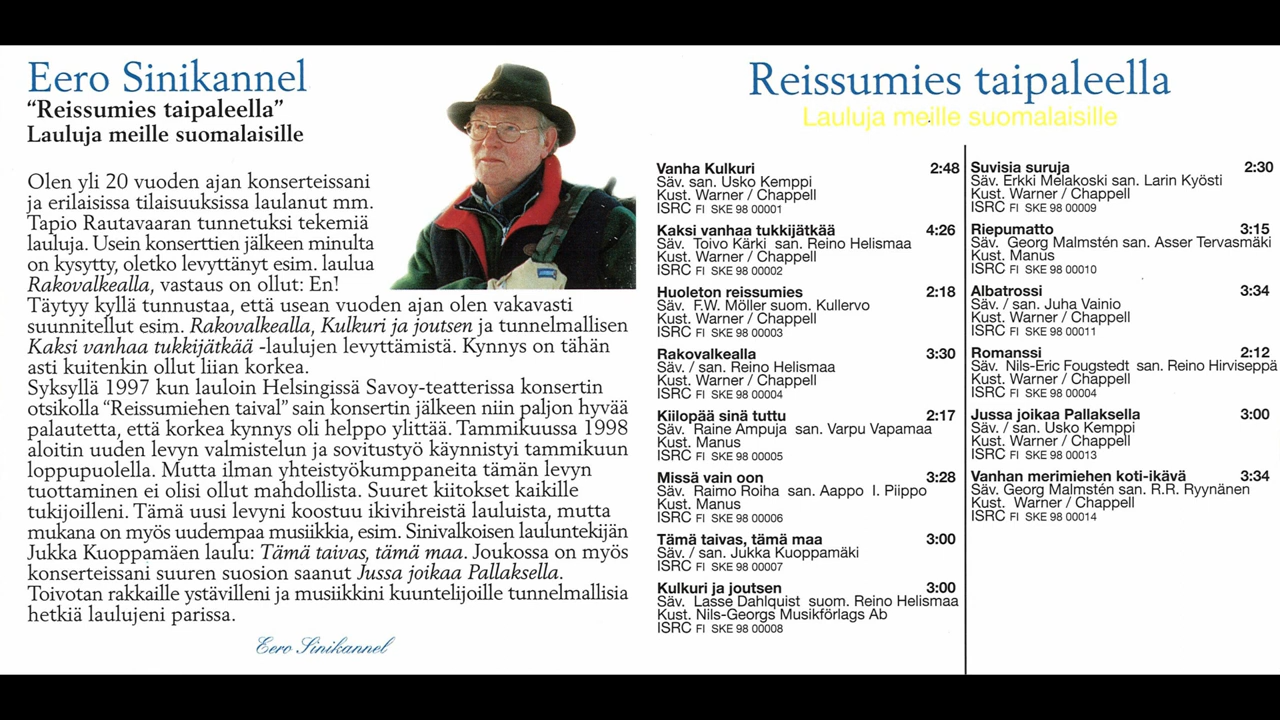 Eero Sinikannel
“Reissumies taipaleella”
Lauluja meille suomalaisille
Olen yli 20 vuoden ajan konserteissani
ja erilaisissa tilaisuuksissa laulanut mm.
Tapio Rautavaaran tunnetuksi tekemiä
lauluja. Usein konserttien jälkeen minulta
on kysytty, oletko levyttänyt esim. laulua
Rakovalkealla, vastaus on ollut: En!
Täytyy kyllä tunnustaa, että usean vuoden ajan olen vakavasti
suunnitellut esim. Rakovalkealla, Kulkuri ja joutsen ja tunnelmallisen
Kaksi vanhaa tukkijätkää -laulujen levyttämistä. Kynnys on tähän
asti kuitenkin ollut liian korkea.
Syksyllä 1997 kun lauloin Helsingissä Savoy-teatterissa konsertin
otsikolla “Reissumiehen taival” sain konsertin jälkeen niin paljon hyvää
palautetta, että korkea kynnys oli helppo ylittää. Tammikuussa 1998
aloitin uuden levyn valmistelun ja sovitustyö käynnistyi tammikuun
loppupuolella. Mutta ilman yhteistyökumppaneita tämän levyn
tuottaminen ei olisi ollut mahdollista. Suuret kiitokset kaikille
tukijoilleni. Tämä uusi levyni koostuu ikivihreistä lauluista, mutta
mukana on myös uudempaa musiikkia, esim. Sinivalkoisen lauluntekijän
Jukka Kuoppamäen laulu: Tämä taivas, tämä maa. Joukossa on myös
konserteissani suuren suosion saanut Jussa joikaa Pallaksella.
Toivotan rakkaille ystävilleni ja musiikkini kuuntelijoille tunnelmallisia
hetkiä laulujeni parissa.
Eero Sinikannel
Reissumies taipaleella
Lauluja meille suomalaisille
Vanha Kulkuri 2:48
Säv. san. Usko Kemppi
Kust. Warner / Chappell
ISRC FI SKE 98 00001
Kaksi vanhaa tukkijätkää 4:26
Säv. Toivo Kärki san. Reino Helismaa
Kust. Warner / Chappell
ISRC FI SKE 98 00002
Huoleton reissumies 2:18
Säv. F.W. Möller suom. Kullervo
Kust. Warner / Chappell
ISRC FI SKE 98 00003
Rakovalkealla 3:30
Säv. / san. Reino Helismaa
Kust. Warner / Chappell
ISRC FI SKE 98 00004
Kiilopää sinä tuttu 2:17
Säv. Raine Ampuja san. Varpu Vapamaa
Kust. Manus
ISRC FI SKE 98 00005
Missä vain oon 3:28
Säv. Raimo Roiha san. Aappo I. Piippo
Kust. Manus
ISRC FI SKE 98 00006
Tämä taivas, tämä maa 3:00
Säv. / san. Jukka Kuoppamäki
ISRC FI SKE 98 00007
Kulkuri ja joutsen 3:00
Säv. Lasse Dahlquist suom. Reino Helismaa
Kust. Nils-Georgs Musikförlags Ab
ISRC FI SKE 98 00008
Suvisia suruja 2:30
Säv. Erkki Melakoski san. Larin Kyösti
Kust. Warner / Chappell
ISRC FI SKE 98 00009
Riepumatto 3:15
Säv. Georg Malmstén san. Asser Tervasmäki
Kust. Manus
ISRC FI SKE 98 00010
Albatrossi 3:34
Säv. / san. Juha Vainio
Kust. Warner / Chappell
ISRC FI SKE 98 00011
Romanssi 2:12
Säv. Nils-Eric Fougstedt san. Reino Hirviseppä
Kust. Warner / Chappell
ISRC FI SKE 98 00004
Jussa joikaa Pallaksella 3:00
Säv. / san. Usko Kemppi
Kust. Warner / Chappell
ISRC FI SKE 98 00013
Vanhan merimiehen koti-ikävä 3:34
Säv. Georg Malmstén san. R.R. Ryynänen
Kust. Warner / Chappell
ISRC FI SKE 98 00014